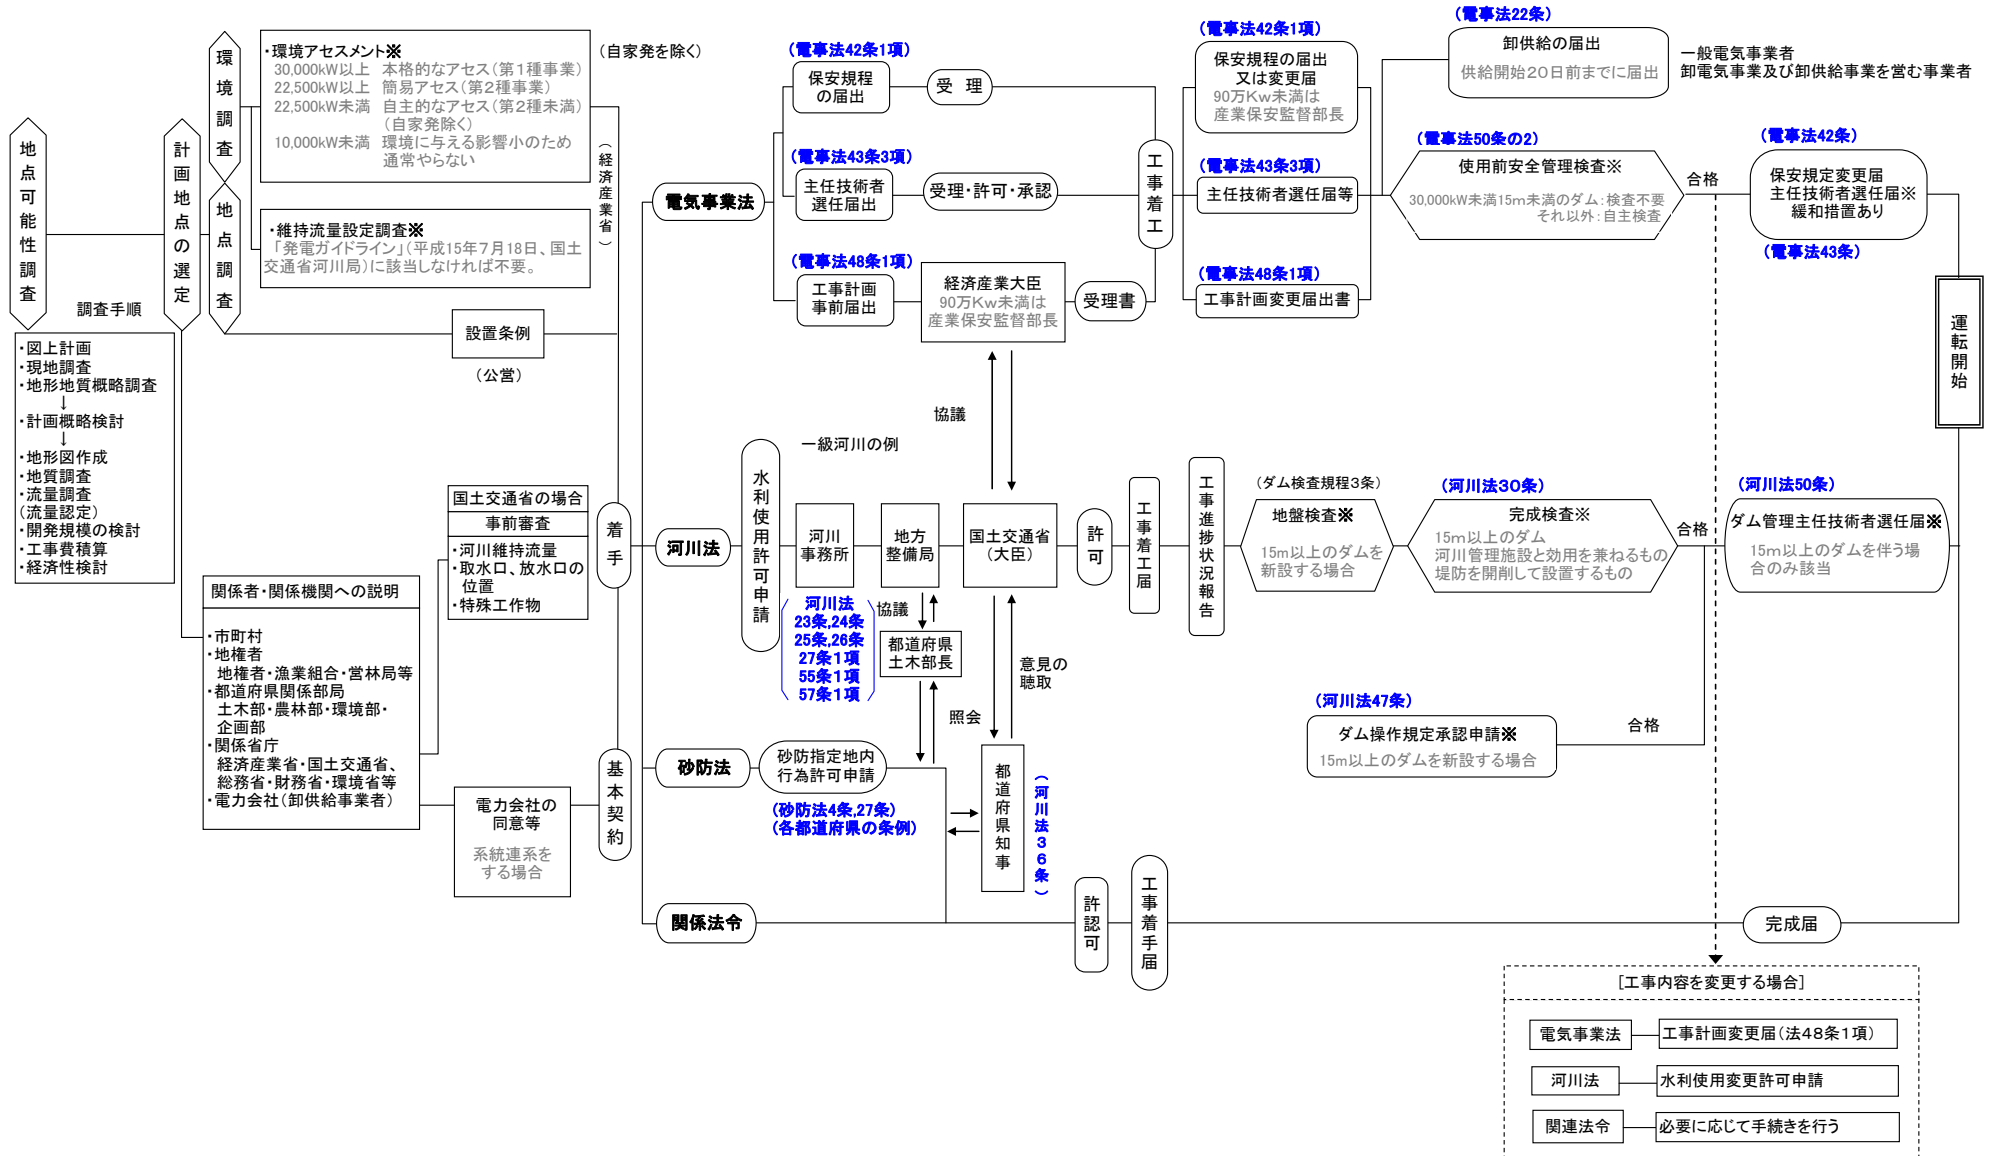 地点可能性調査
調査手順
・図上計画
・現地調査
・地形地質概略調査
↓
・計画概略検討
↓
・地形図作成
・地質調査
・流量調査
(流量認定)
・開発規模の検討
・工事費積算
・経済性検討
計画地点の選定
環境調査
地点調査
・環境アセスメント※
30,000kW以上 本格的なアセス(第1種事業)
22,500kW以上 簡易アセス(第2種事業)
22,500kW未満 自主的なアセス(第2種未満)
(自家発除く)
10,000kW未満 環境に与える影響小のため
通常やらない
(自家発を除く)
(経済産業省)
・維持流量設定調査※
「発電ガイドライン」(平成15年7月18日、国土
交通省河川局)に該当しなければ不要。
設置条例
(公営)
関係者・関係機関への説明
・市町村
・地権者
地権者・漁業組合・営林局等
・都道府県関係部局
土木部・農林部・環境部・
企画部
・関係省庁
経済産業省・国土交通省、
総務省・財務省・環境省等
・電力会社(卸供給事業者)
国土交通省の場合
事前審査
・河川維持流量
・取水口、放水口の
位置
・特殊工作物
電力会社の
同意等
系統連系を
する場合
着手
基本契約
電気事業法
(電事法42条1項)
保安規程
の届出
受 理
(電事法43条3項)
主任技術者
選任届出
受理・許可・承認
(電事法48条1項)
工事計画
事前届出
経済産業大臣
90万Kw未満は
産業保安監督部長
受理書
工事着工
(電事法42条1項)
保安規程の届出
又は変更届
90万Kw未満は
産業保安監督部長
(電事法43条3項)
主任技術者選任届等
(電事法48条1項)
工事計画変更届出書
(電事法22条)
卸供給の届出
供給開始20日前までに届出
一般電気事業者
卸電気事業及び卸供給事業を営む事業者
(電事法50条の2)
使用前安全管理検査※
30,000kW未満15m未満のダム:検査不要
それ以外:自主検査
合格
(電事法42条)
保安規定変更届
主任技術者選任届※
緩和措置あり
(電事法43条)
運転開始
協議
一級河川の例
河川法
水利使用許可申請
河川
事務所
地方
整備局
国土交通省
(大臣)
許可
工事着工届
工事進捗状況報告
(ダム検査規程3条)
地盤検査※
15m以上のダムを
新設する場合
(河川法30条)
完成検査※
15m以上のダム
河川管理施設と効用を兼ねるもの
堤防を開削して設置するもの
合格
(河川法50条)
ダム管理主任技術者選任届※
15m以上のダムを伴う場
合のみ該当
河川法
23条,24条
25条,26条
27条1項
55条1項
57条1項
協議
都道府県
土木部長
意見の
聴取
照会
(河川法47条)
ダム操作規定承認申請※
15m以上のダムを新設する場合
合格
砂防法
砂防指定地内
行為許可申請
(砂防法4条,27条)
(各都道府県の条例)
都道府県知事
(河川法36条)
関係法令
許認可
工事着手届
完成届
[工事内容を変更する場合]
電気事業法
工事計画変更届(法48条1項)
河川法
水利使用変更許可申請
関連法令
必要に応じて手続きを行う